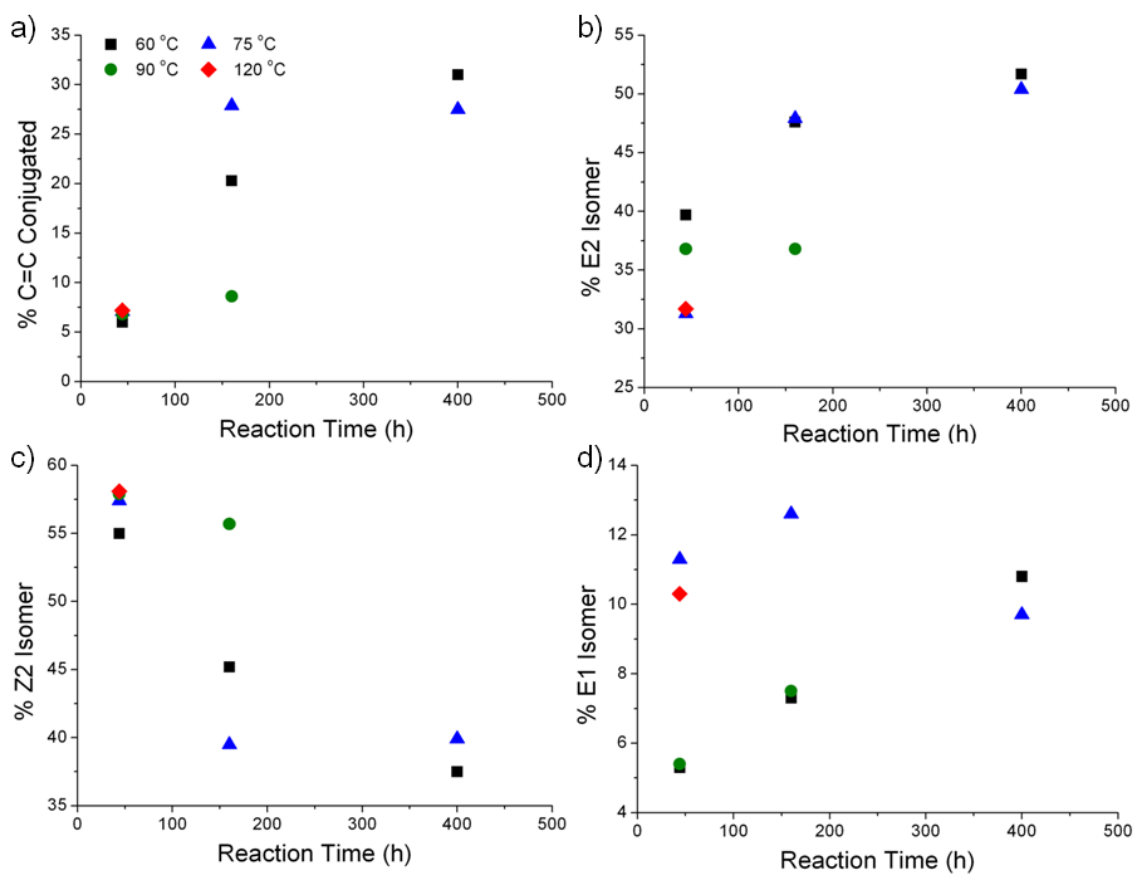 a)
35
30
25
20
15
10
5
0
0 100 200 300 400 500
% C=C Conjugated
Reaction Time (h)
60 °C 75 °C
90 °C 120 °C
b)
55
50
45
40
35
30
25
0 100 200 300 400 500
% E2 Isomer
Reaction Time (h)
c)
60
55
50
45
40
35
0 100 200 300 400 500
% Z2 Isomer
Reaction Time (h)
d)
14
12
10
8
6
4
0 100 200 300 400 500
% E1 Isomer
Reaction Time (h)